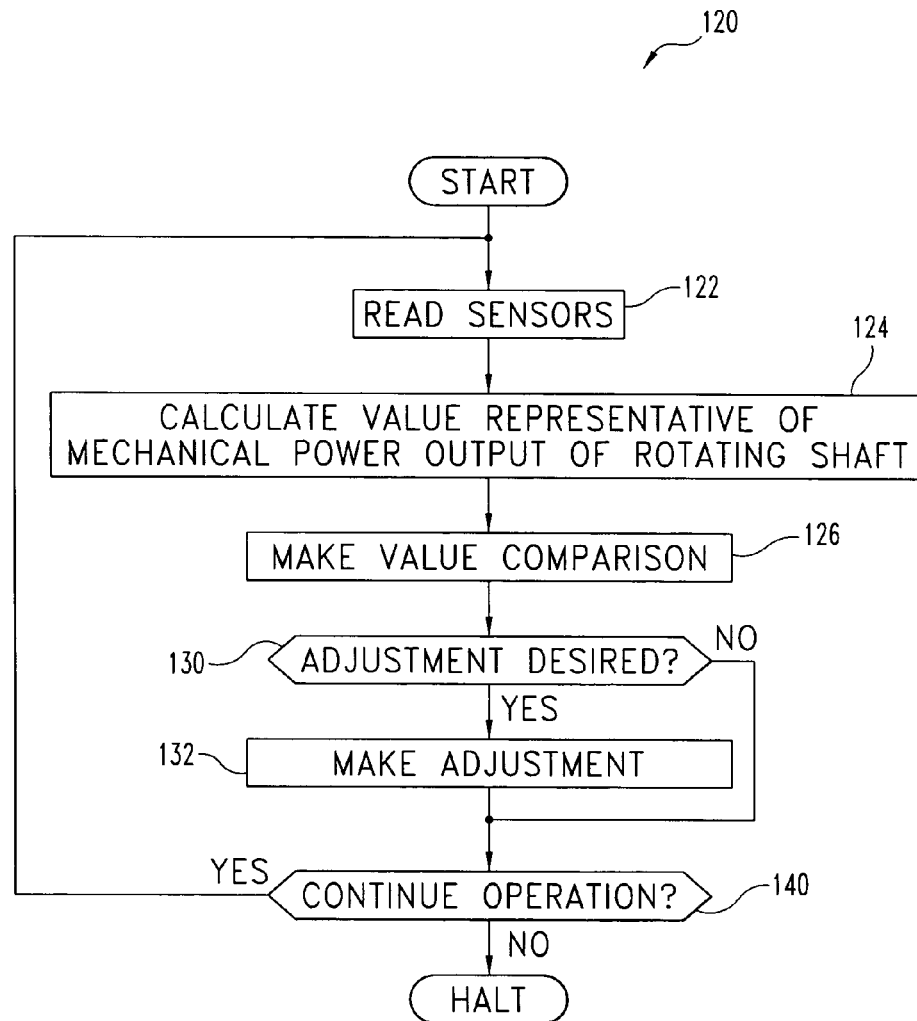 120
START
READ SENSORS
122
124
CALCULATE VALUE REPRESENTATIVE OF
MECHANICAL POWER OUTPUT OF ROTATING SHAFT
MAKE VALUE COMPARISON
126
130
ADJUSTMENT DESIRED?
NO
YES
132
MAKE ADJUSTMENT
YES
CONTINUE OPERATION?
140
NO
HALT